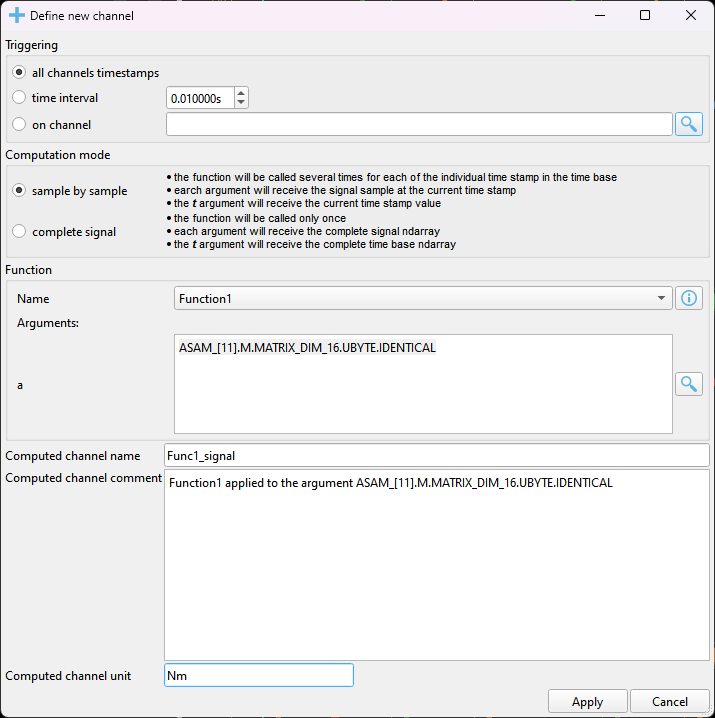 Define new channel
Triggering
all channels timestamps
time interval
0.010000s
on channel
Computation mode
sample by sample
• the function will be called several times for each of the individual time stamp in the time base
• earch argument will receive the signal sample at the current time stamp
• the t argument will receive the current time stamp value
complete signal
• the function will be called only once
• each argument will receive the complete signal ndarray
• the t argument will receive the complete time base ndarray
Function
Name
Function1
Arguments:
a
ASAM_[11].M.MATRIX_DIM_16.UBYTE.IDENTICAL
Computed channel name
Func1_signal
Computed channel comment
Function1 applied to the argument ASAM_[11].M.MATRIX_DIM_16.UBYTE.IDENTICAL
Computed channel unit
Nm
Apply
Cancel